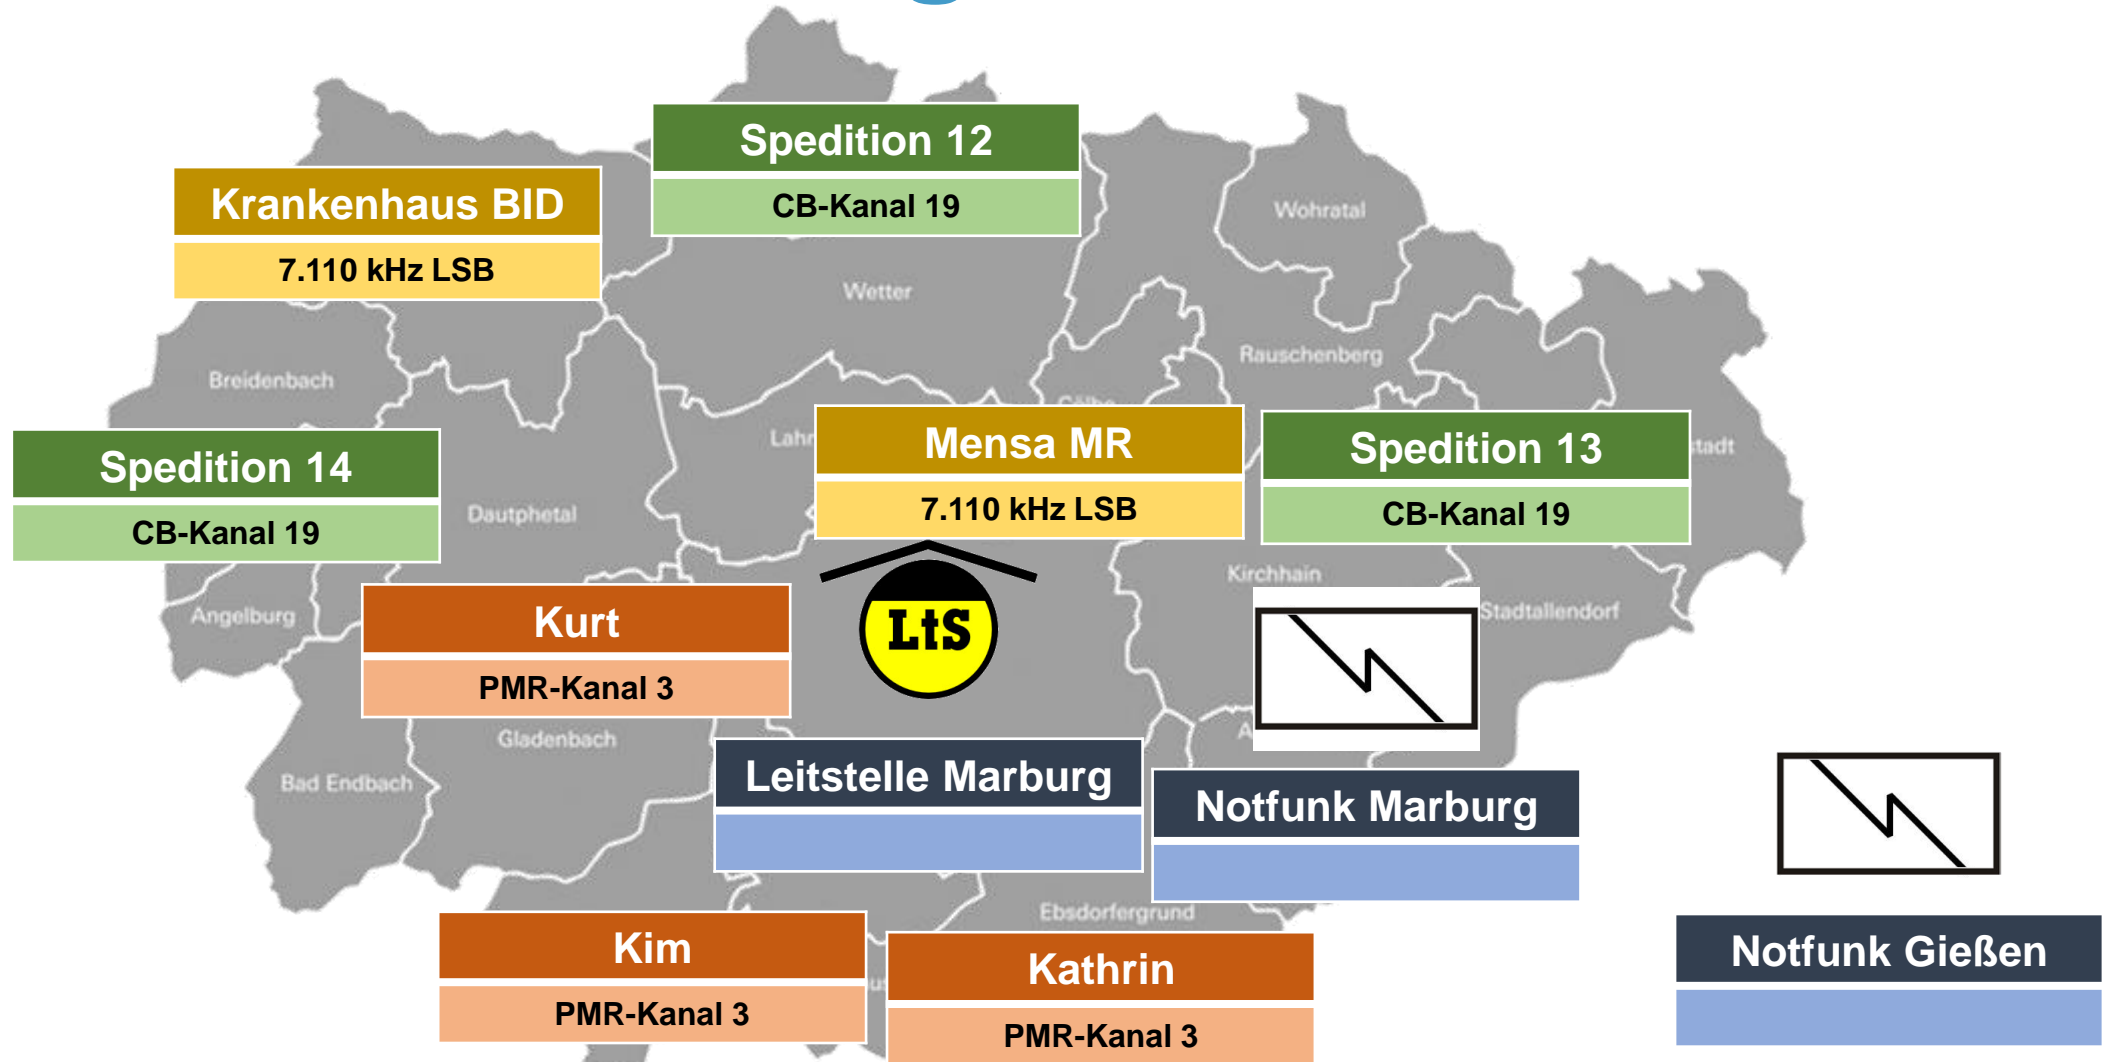 Spedition 12
CB-Kanal 19
Krankenhaus BID
7.110 kHz LSB
Wohratal
Wetter
Rauschenberg
Breidenbach
Mensa MR
7.110 kHz LSB
Spedition 13
CB-Kanal 19
Spedition 14
CB-Kanal 19
Dautphetal
Kirchhain
Angelburg
Stadtallendorf
Kurt
PMR-Kanal 3
LtS
Gladenbach
Bad Endbach
Leitstelle Marburg
Notfunk Marburg
Ebsdorfergrund
Kim
PMR-Kanal 3
Kathrin
PMR-Kanal 3
Notfunk Gießen